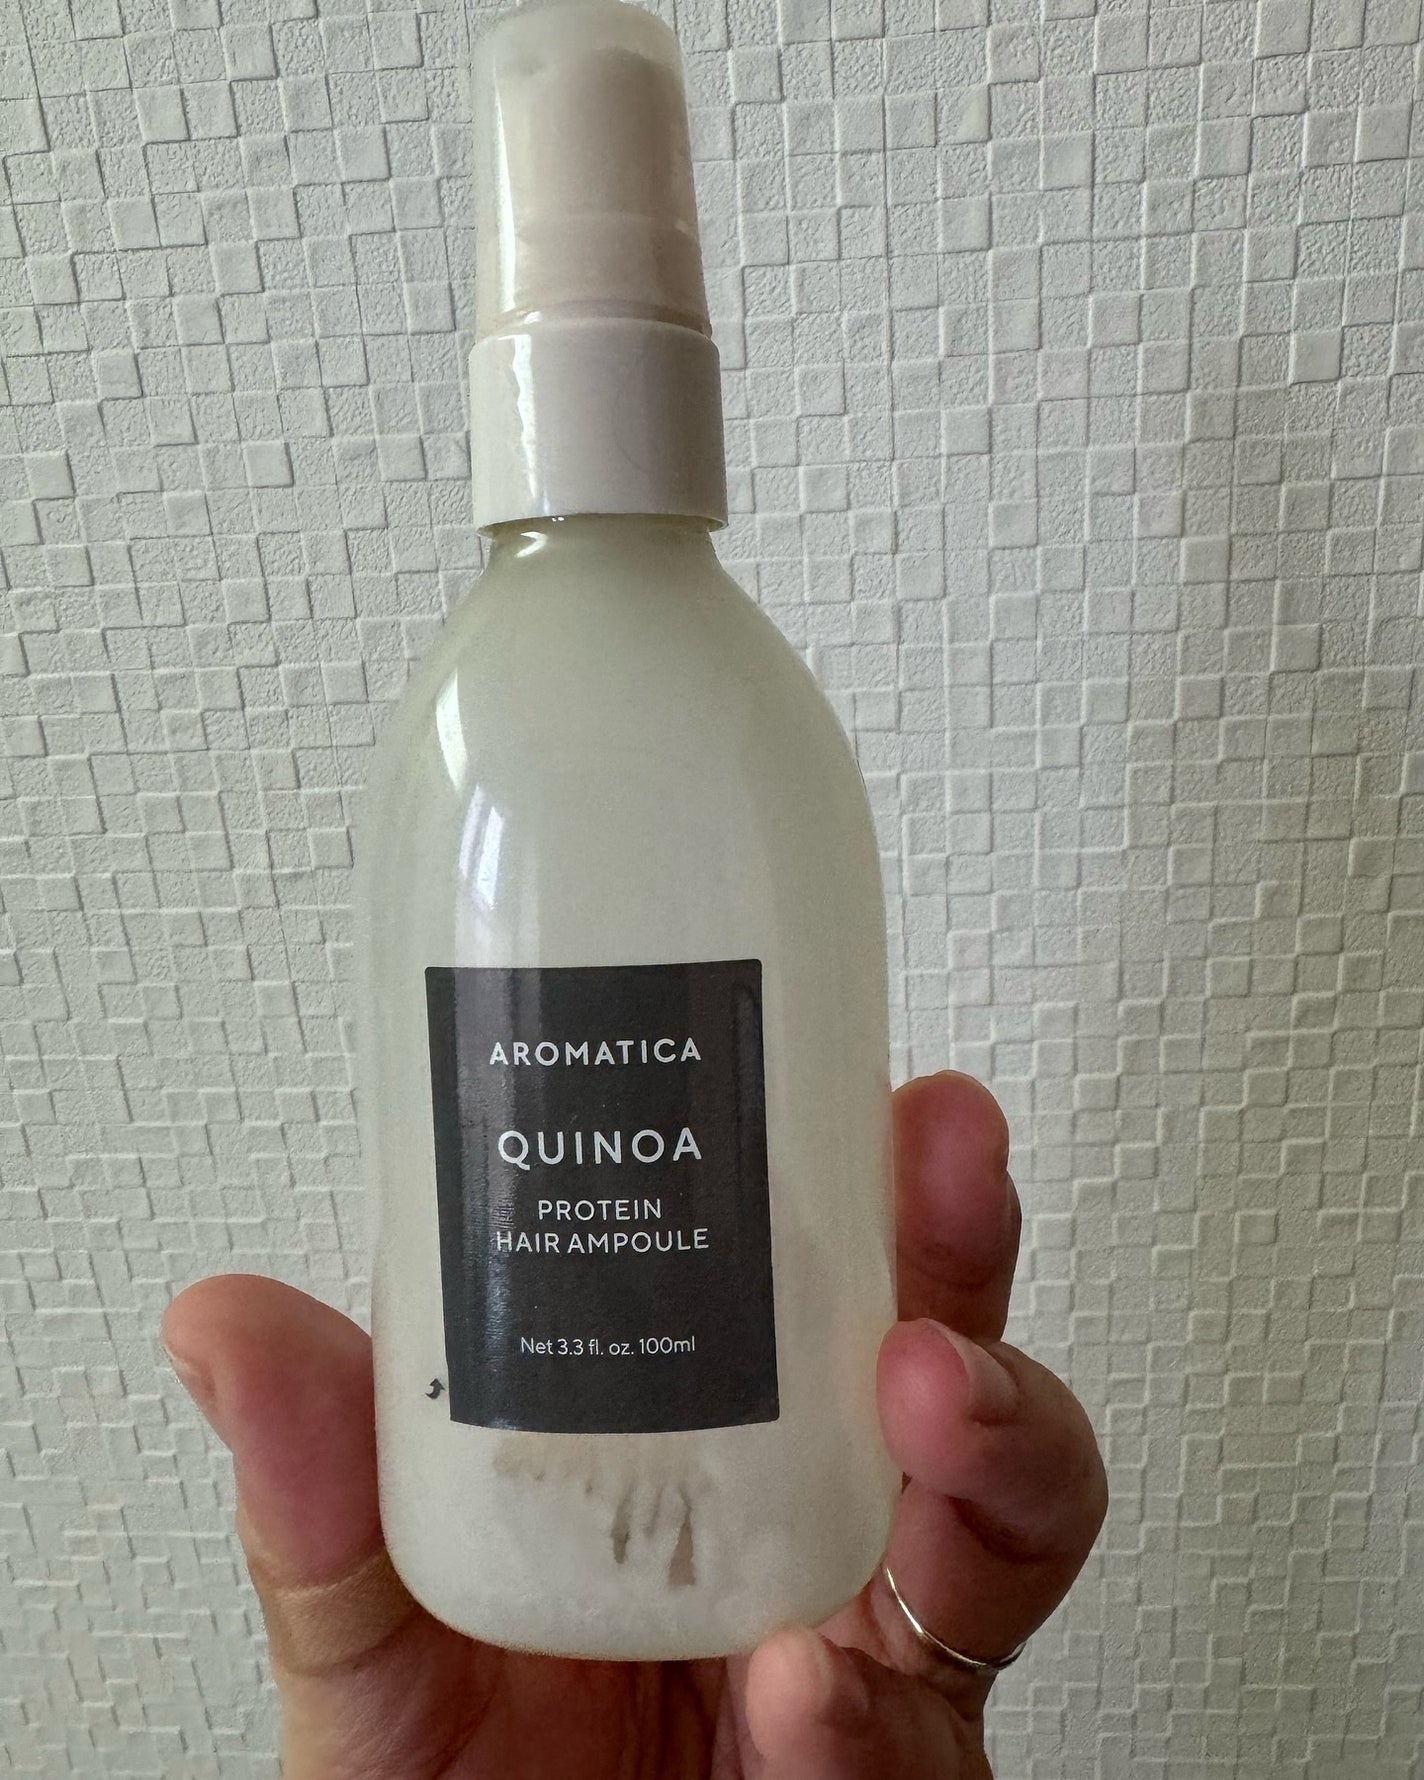 AROMATICA
QUINOA
PROTEIN
HAIR AMPOULE
Net 3.3 fl. oz. 100ml